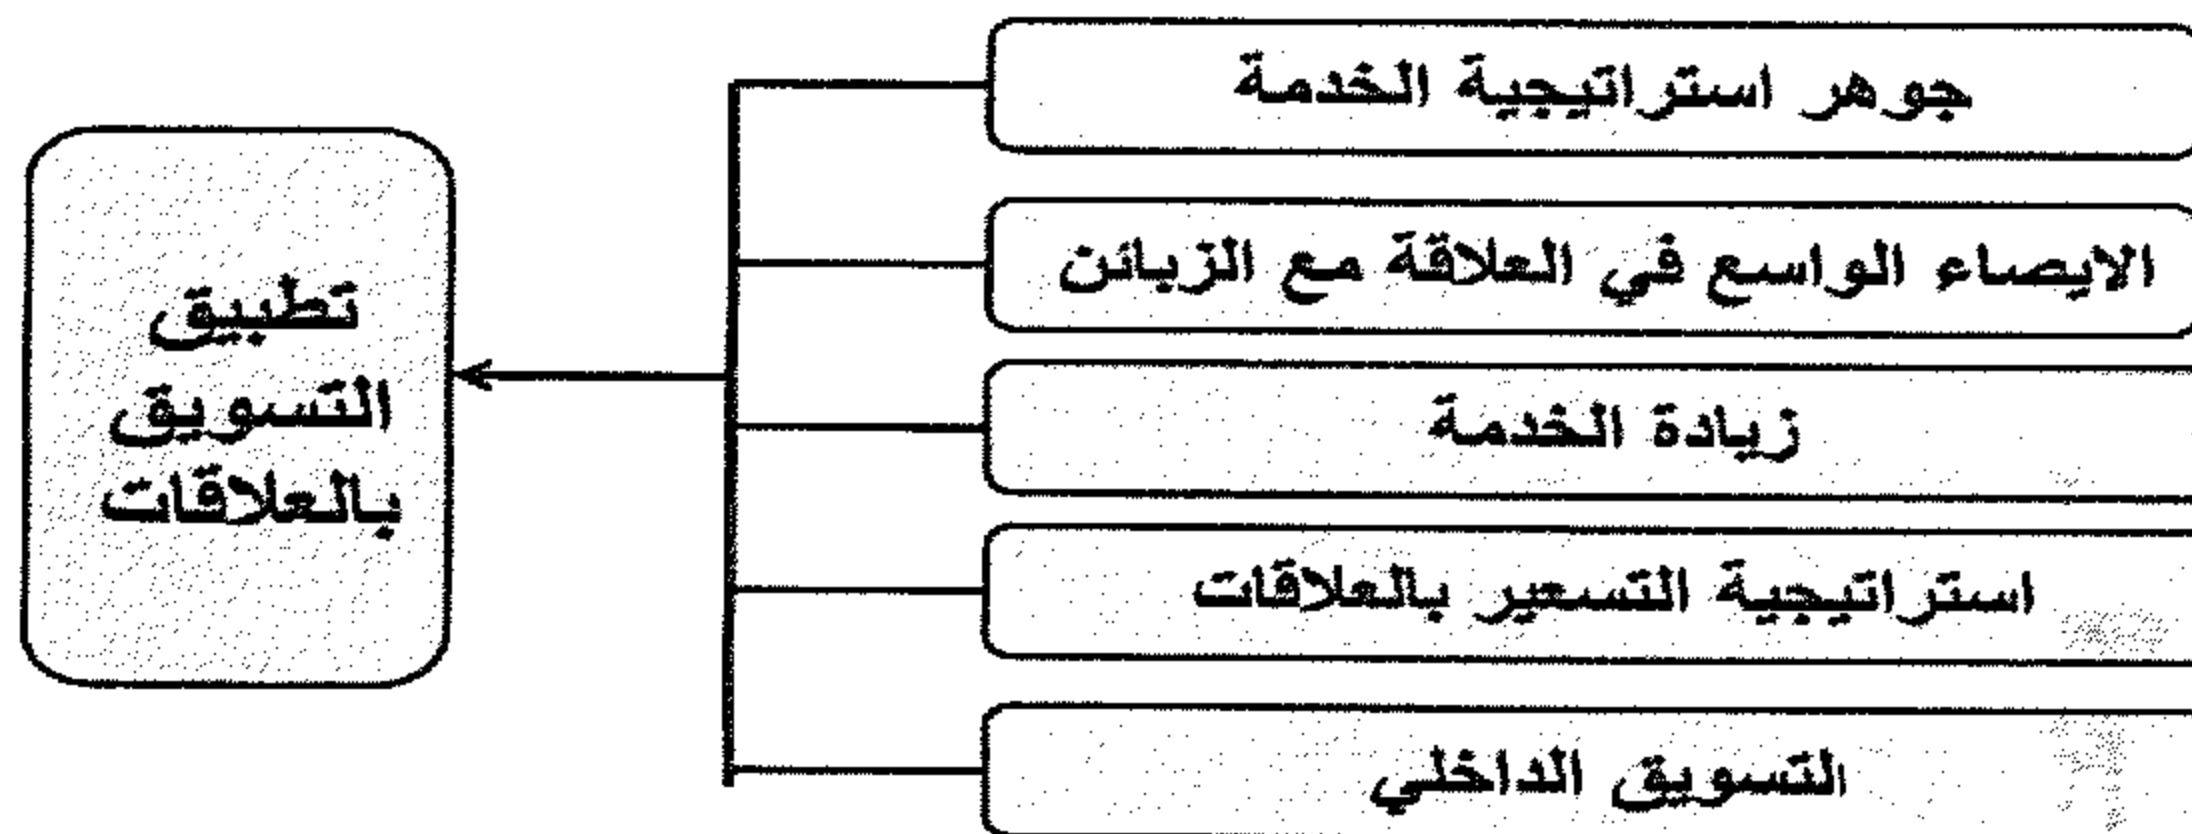 جوهر استراتيجية الخدمة
الايصاء الواسع في العلاقة مع الزبائن
زيادة الخدمة
استراتيجية التسعير بالعلاقات
التسويق الداخلي
تطبيق
التسويق
بالعلاقات